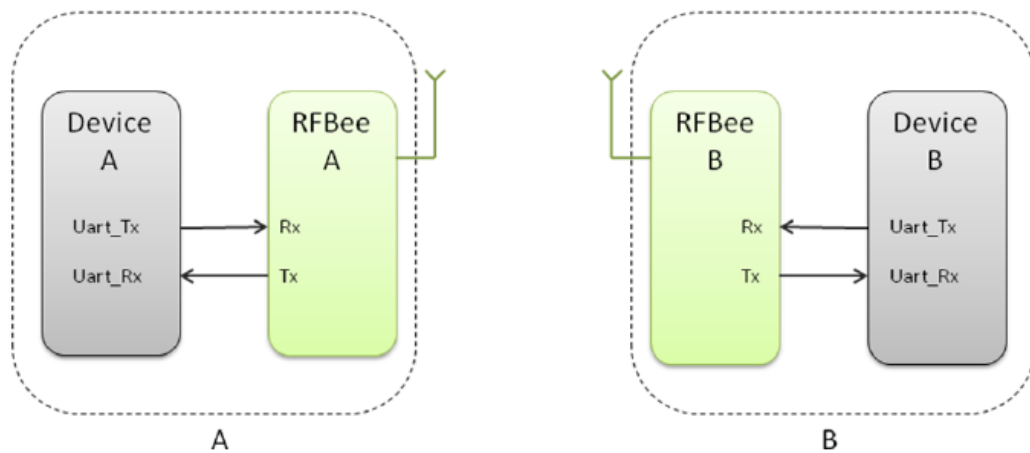 Device
A
Uart_Tx
Uart_Rx
RFBee
A
Rx
Tx
A
RFBee
B
Rx
Tx
Device
B
Uart_Tx
Uart_Rx
B